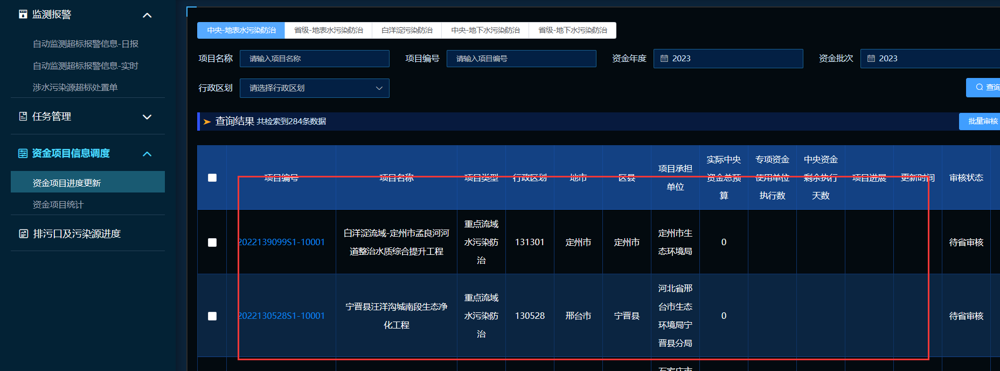 监测报警
自动监测超标报警信息-日报
自动监测超标报警信息-实时
涉水污染源超标处置单
任务管理
资金项目信息调度
资金项目进度更新
资金项目统计
排污口及污染源进度
中央-地表水污染防治
省级-地表水污染防治
白洋淀污染防治
中央-地下水污染防治
省级-地下水污染防治
项目名称
请输入项目名称
项目编号
请输入项目编号
资金年度
2023
资金批次
2023
行政区划
请选择行政区划
查询
查询结果 共检索到284条数据
批量审核
项目编号
项目名称
项目类型
行政区划
地市
区县
项目承担
单位
实际中央
资金总预
算
专项资金
使用单位
执行数
中央资金
剩余执行
天数
项目进展
更新时间
审核状态
2022139099S1-10001
白洋淀流域-定州市孟良河河
道整治水质综合提升工程
重点流域
水污染防
治
131301
定州市
定州市
定州市生
态环境局
0
待省审核
2022130528S1-10001
宁晋县汪洋沟城南段生态净
化工程
重点流域
水污染防
治
130528
邢台市
宁晋县
河北省邢
台市生态
环境局宁
晋县分局
0
待省审核
石家庄市